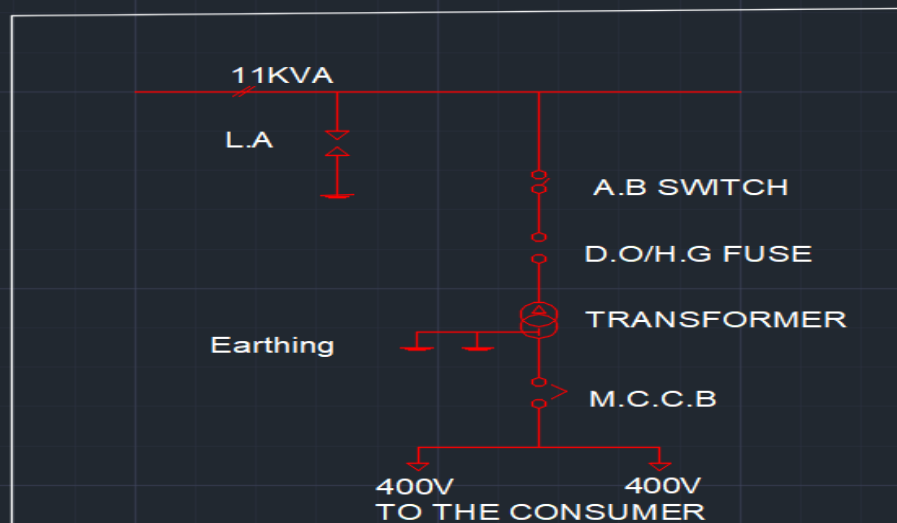 11KVA
L.A
A.B SWITCH
D.O/H.G FUSE
TRANSFORMER
Earthing
M.C.C.B
400V 400V
TO THE CONSUMER